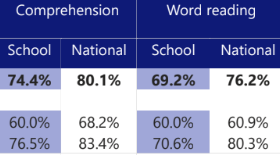 Comprehension Word reading
School National School National
74.4% 80.1% 69.2% 76.2%
60.0% 68.2% 60.0% 60.9%
76.5% 83.4% 70.6% 80.3%